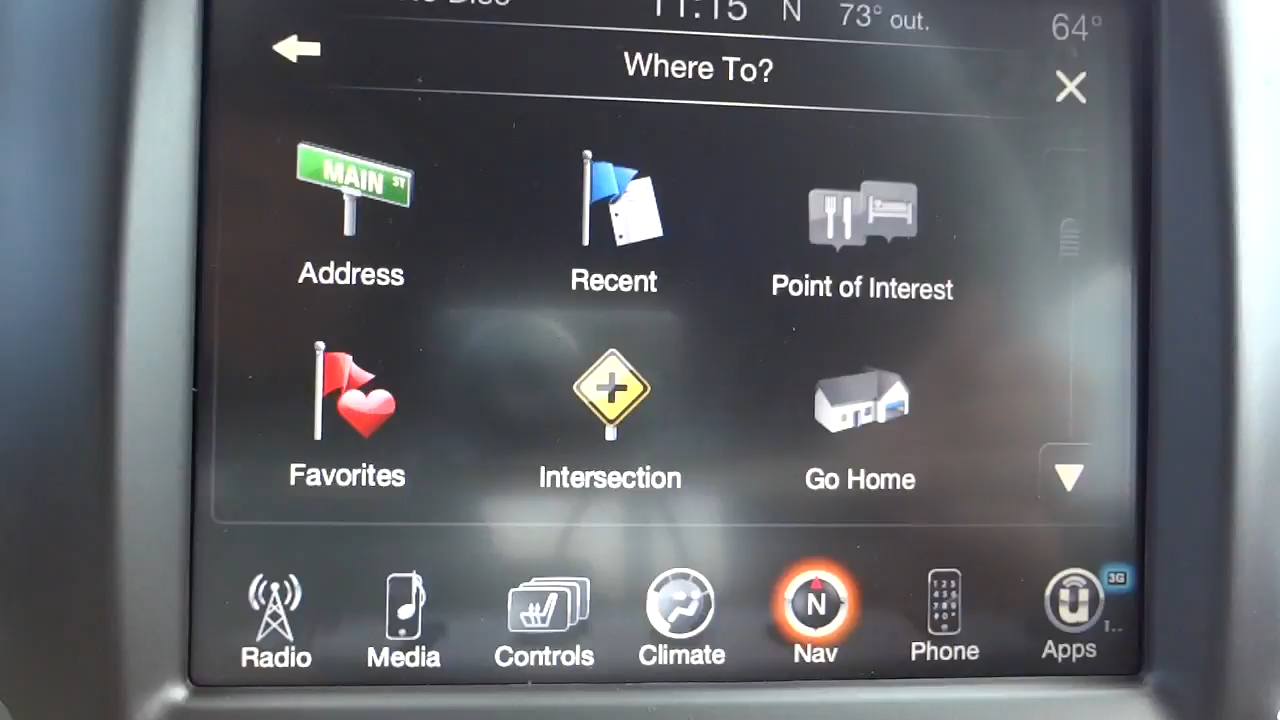 Disc 11:15 N 73° out. 64°
Where To?
MAIN ST
Address
Recent
Point of Interest
Favorites
Intersection
Go Home
N
3G
Radio
Media
Controls
Climate
Nav
Phone
Apps